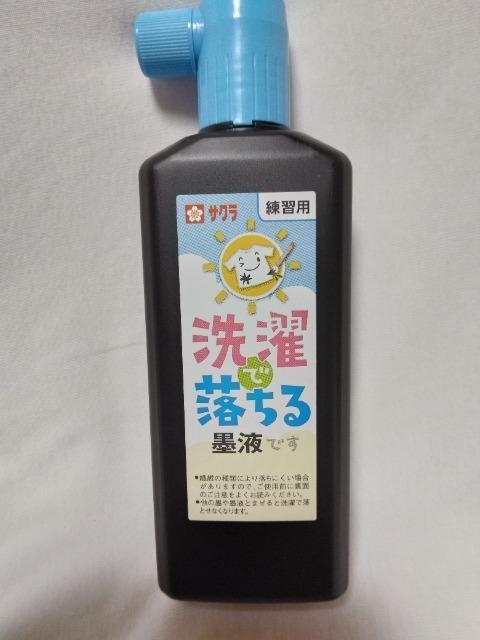 サクラ
練習用
洗濯
で
落ちる
墨液です
●繊維の種類により落ちにくい場合
がありますので、ご使用前に裏面
のご注意をよくお読みください。
●他の墨や墨液とまぜると洗濯で落
とせなくなります。